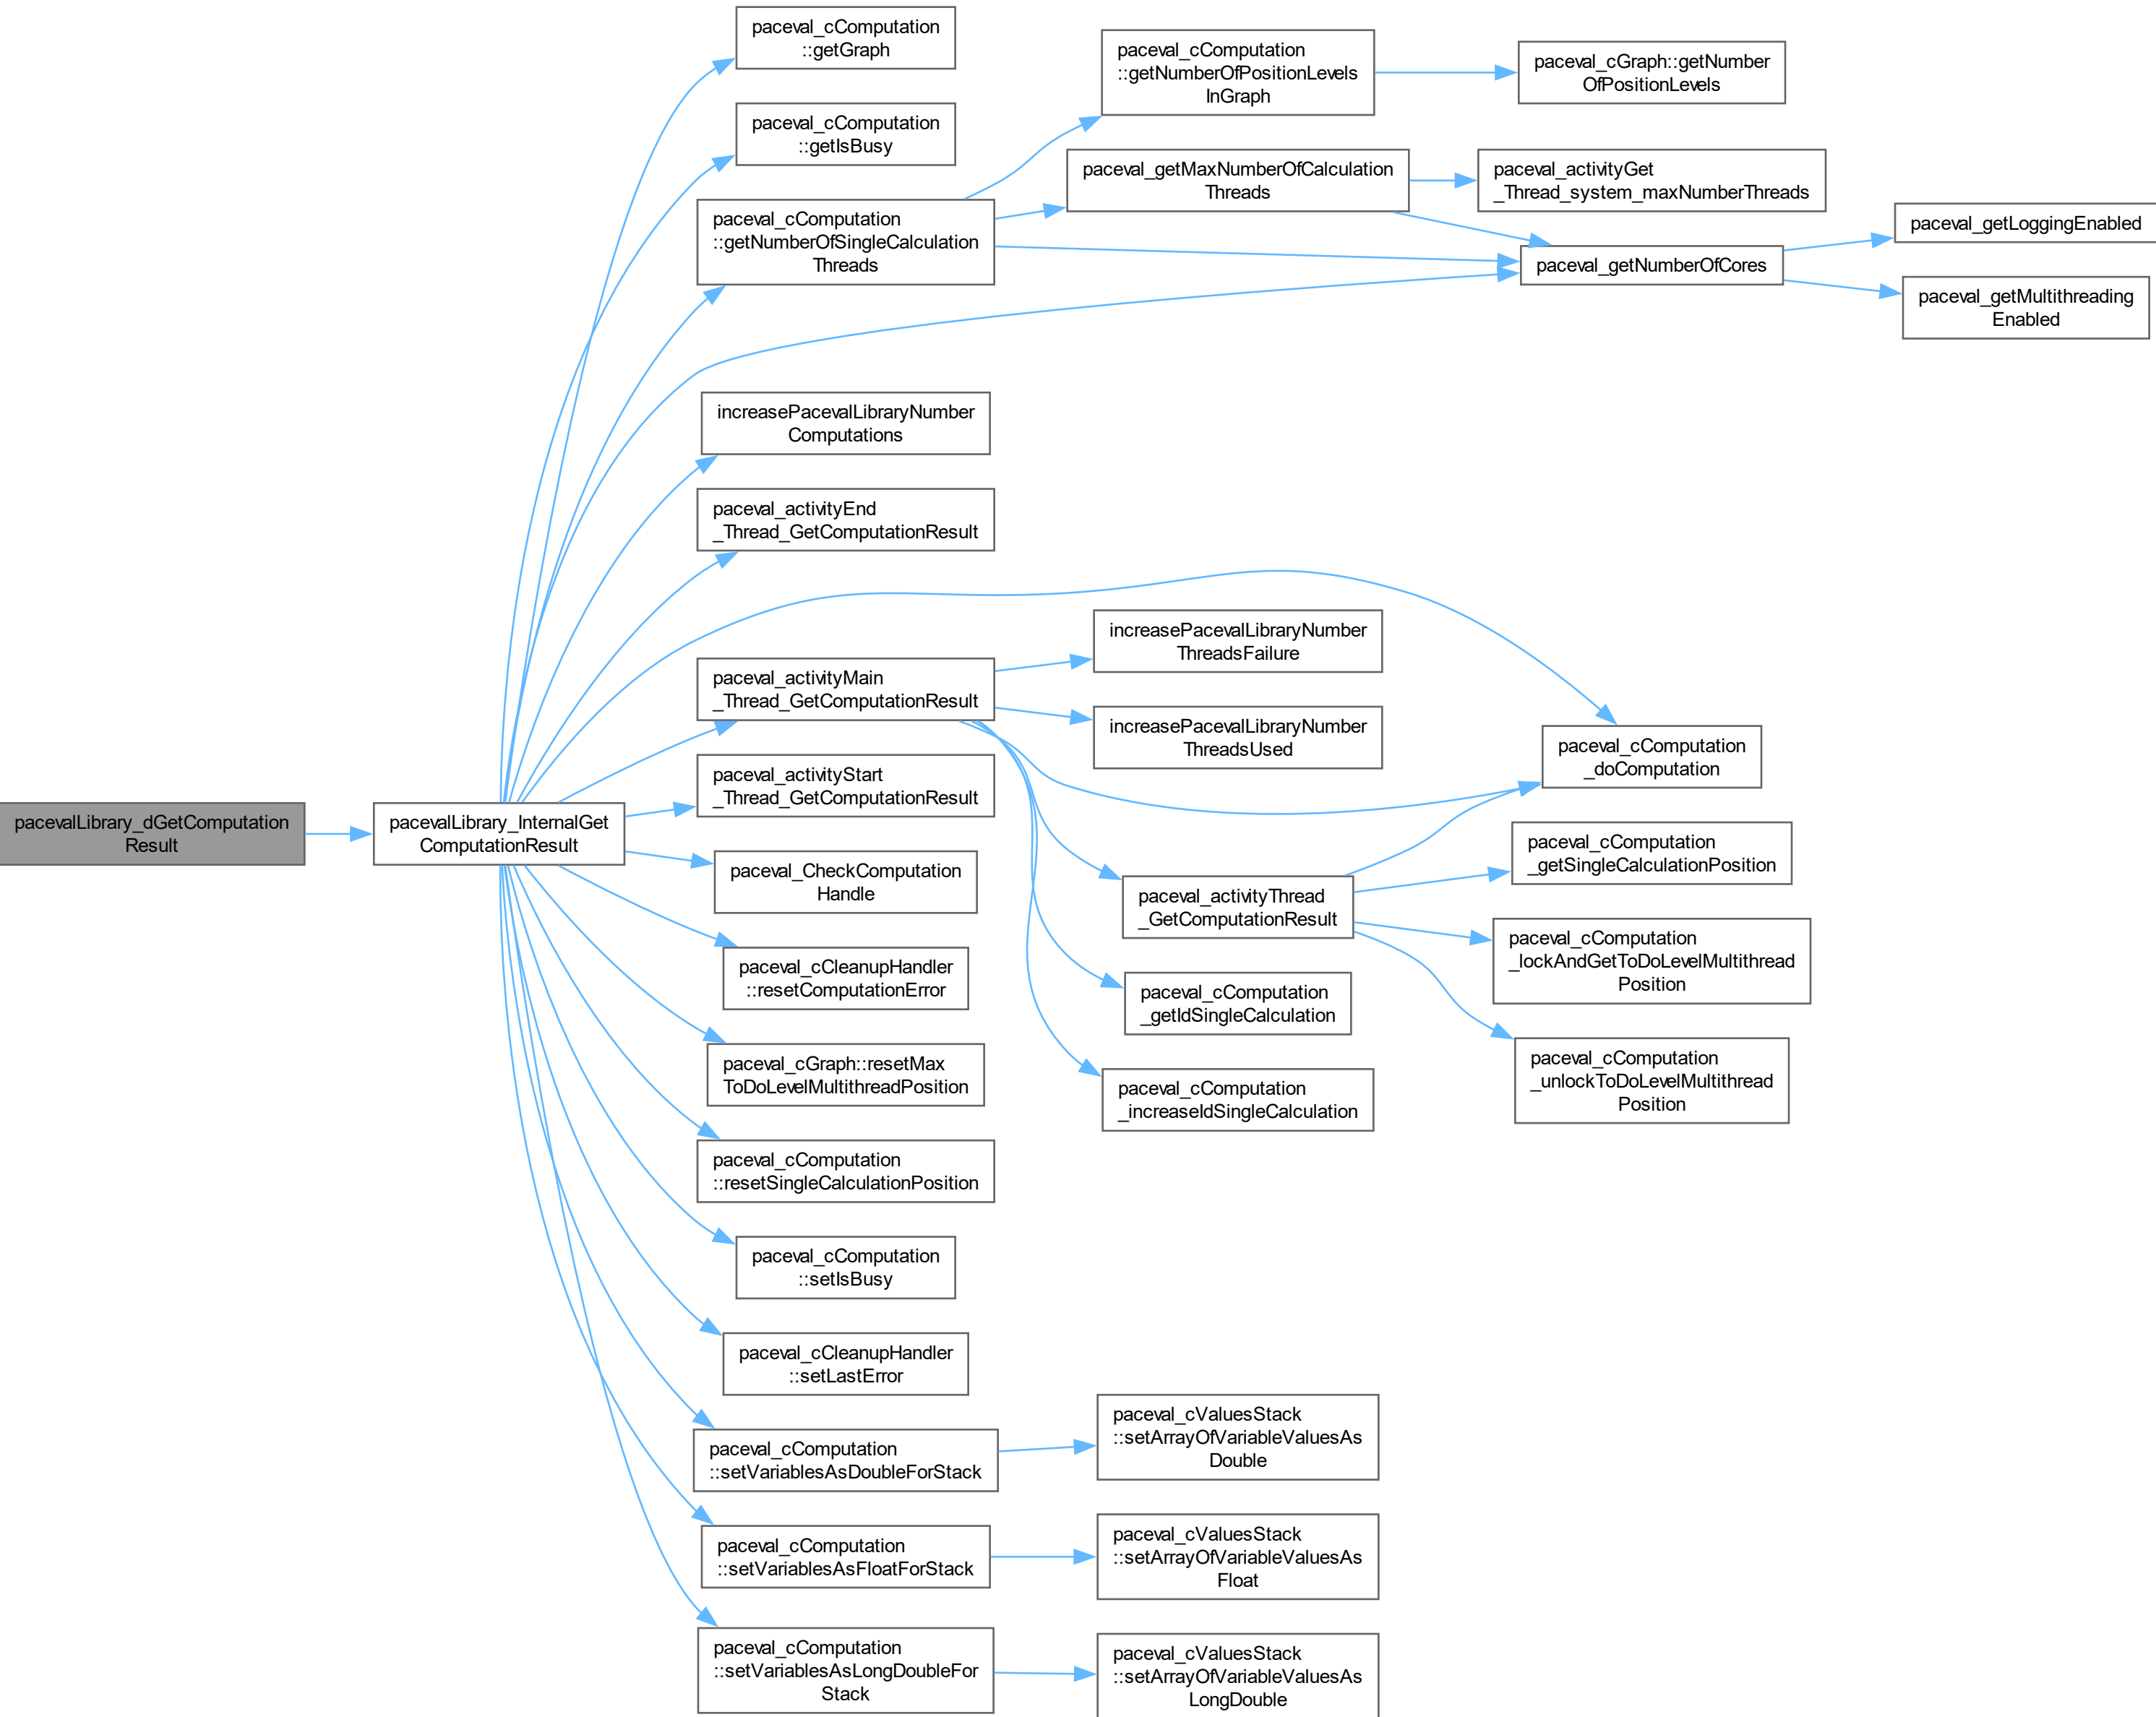 pacevalLibrary_dGetComputation
Result
pacevalLibrary_InternalGet
ComputationResult
paceval_cComputation
::getGraph
paceval_cComputation
::getIsBusy
paceval_cComputation
::getNumberOfSingleCalculation
Threads
increasePacevalLibraryNumber
Computations
paceval_activityEnd
_Thread_GetComputationResult
paceval_activityMain
_Thread_GetComputationResult
paceval_activityStart
_Thread_GetComputationResult
paceval_CheckComputation
Handle
paceval_cCleanupHandler
::resetComputationError
paceval_cGraph::resetMax
ToDoLevelMultithreadPosition
paceval_cComputation
::resetSingleCalculationPosition
paceval_cComputation
::setIsBusy
paceval_cCleanupHandler
::setLastError
paceval_cComputation
::setVariablesAsDoubleForStack
paceval_cComputation
::setVariablesAsFloatForStack
paceval_cComputation
::setVariablesAsLongDoubleFor
Stack
paceval_cComputation
::getNumberOfPositionLevels
InGraph
paceval_getMaxNumberOfCalculation
Threads
increasePacevalLibraryNumber
ThreadsFailure
increasePacevalLibraryNumber
ThreadsUsed
paceval_activityThread
_GetComputationResult
paceval_cComputation
_getIdSingleCalculation
paceval_cComputation
_increaseIdSingleCalculation
paceval_cValuesStack
::setArrayOfVariableValuesAs
Double
paceval_cValuesStack
::setArrayOfVariableValuesAs
Float
paceval_cValuesStack
::setArrayOfVariableValuesAs
LongDouble
paceval_cGraph::getNumber
OfPositionLevels
paceval_activityGet
_Thread_system_maxNumberThreads
paceval_getNumberOfCores
paceval_cComputation
_doComputation
paceval_cComputation
_getSingleCalculationPosition
paceval_cComputation
_lockAndGetToDoLevelMultithread
Position
paceval_cComputation
_unlockToDoLevelMultithread
Position
paceval_getLoggingEnabled
paceval_getMultithreading
Enabled